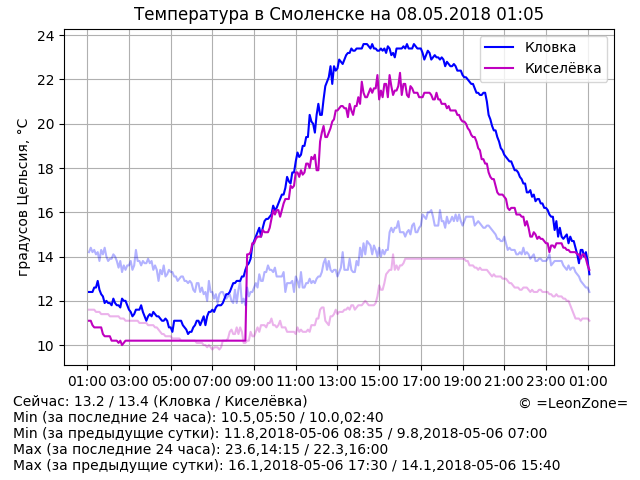 Температура в Смоленске на 08.05.2018 01:05
24
22
20
18
16
14
12
10
градусов Цельсия, °C
Кловка
Киселёвка
01:00 03:00 05:00 07:00 09:00 11:00 13:00 15:00 17:00 19:00 21:00 23:00 01:00
Сейчас: 13.2 / 13.4 (Кловка / Киселёвка)
© =LeonZone=
Min (за последние 24 часа): 10.5,05:50 / 10.0,02:40
Min (за предыдущие сутки): 11.8,2018-05-06 08:35 / 9.8,2018-05-06 07:00
Max (за последние 24 часа): 23.6,14:15 / 22.3,16:00
Max (за предыдущие сутки): 16.1,2018-05-06 17:30 / 14.1,2018-05-06 15:40